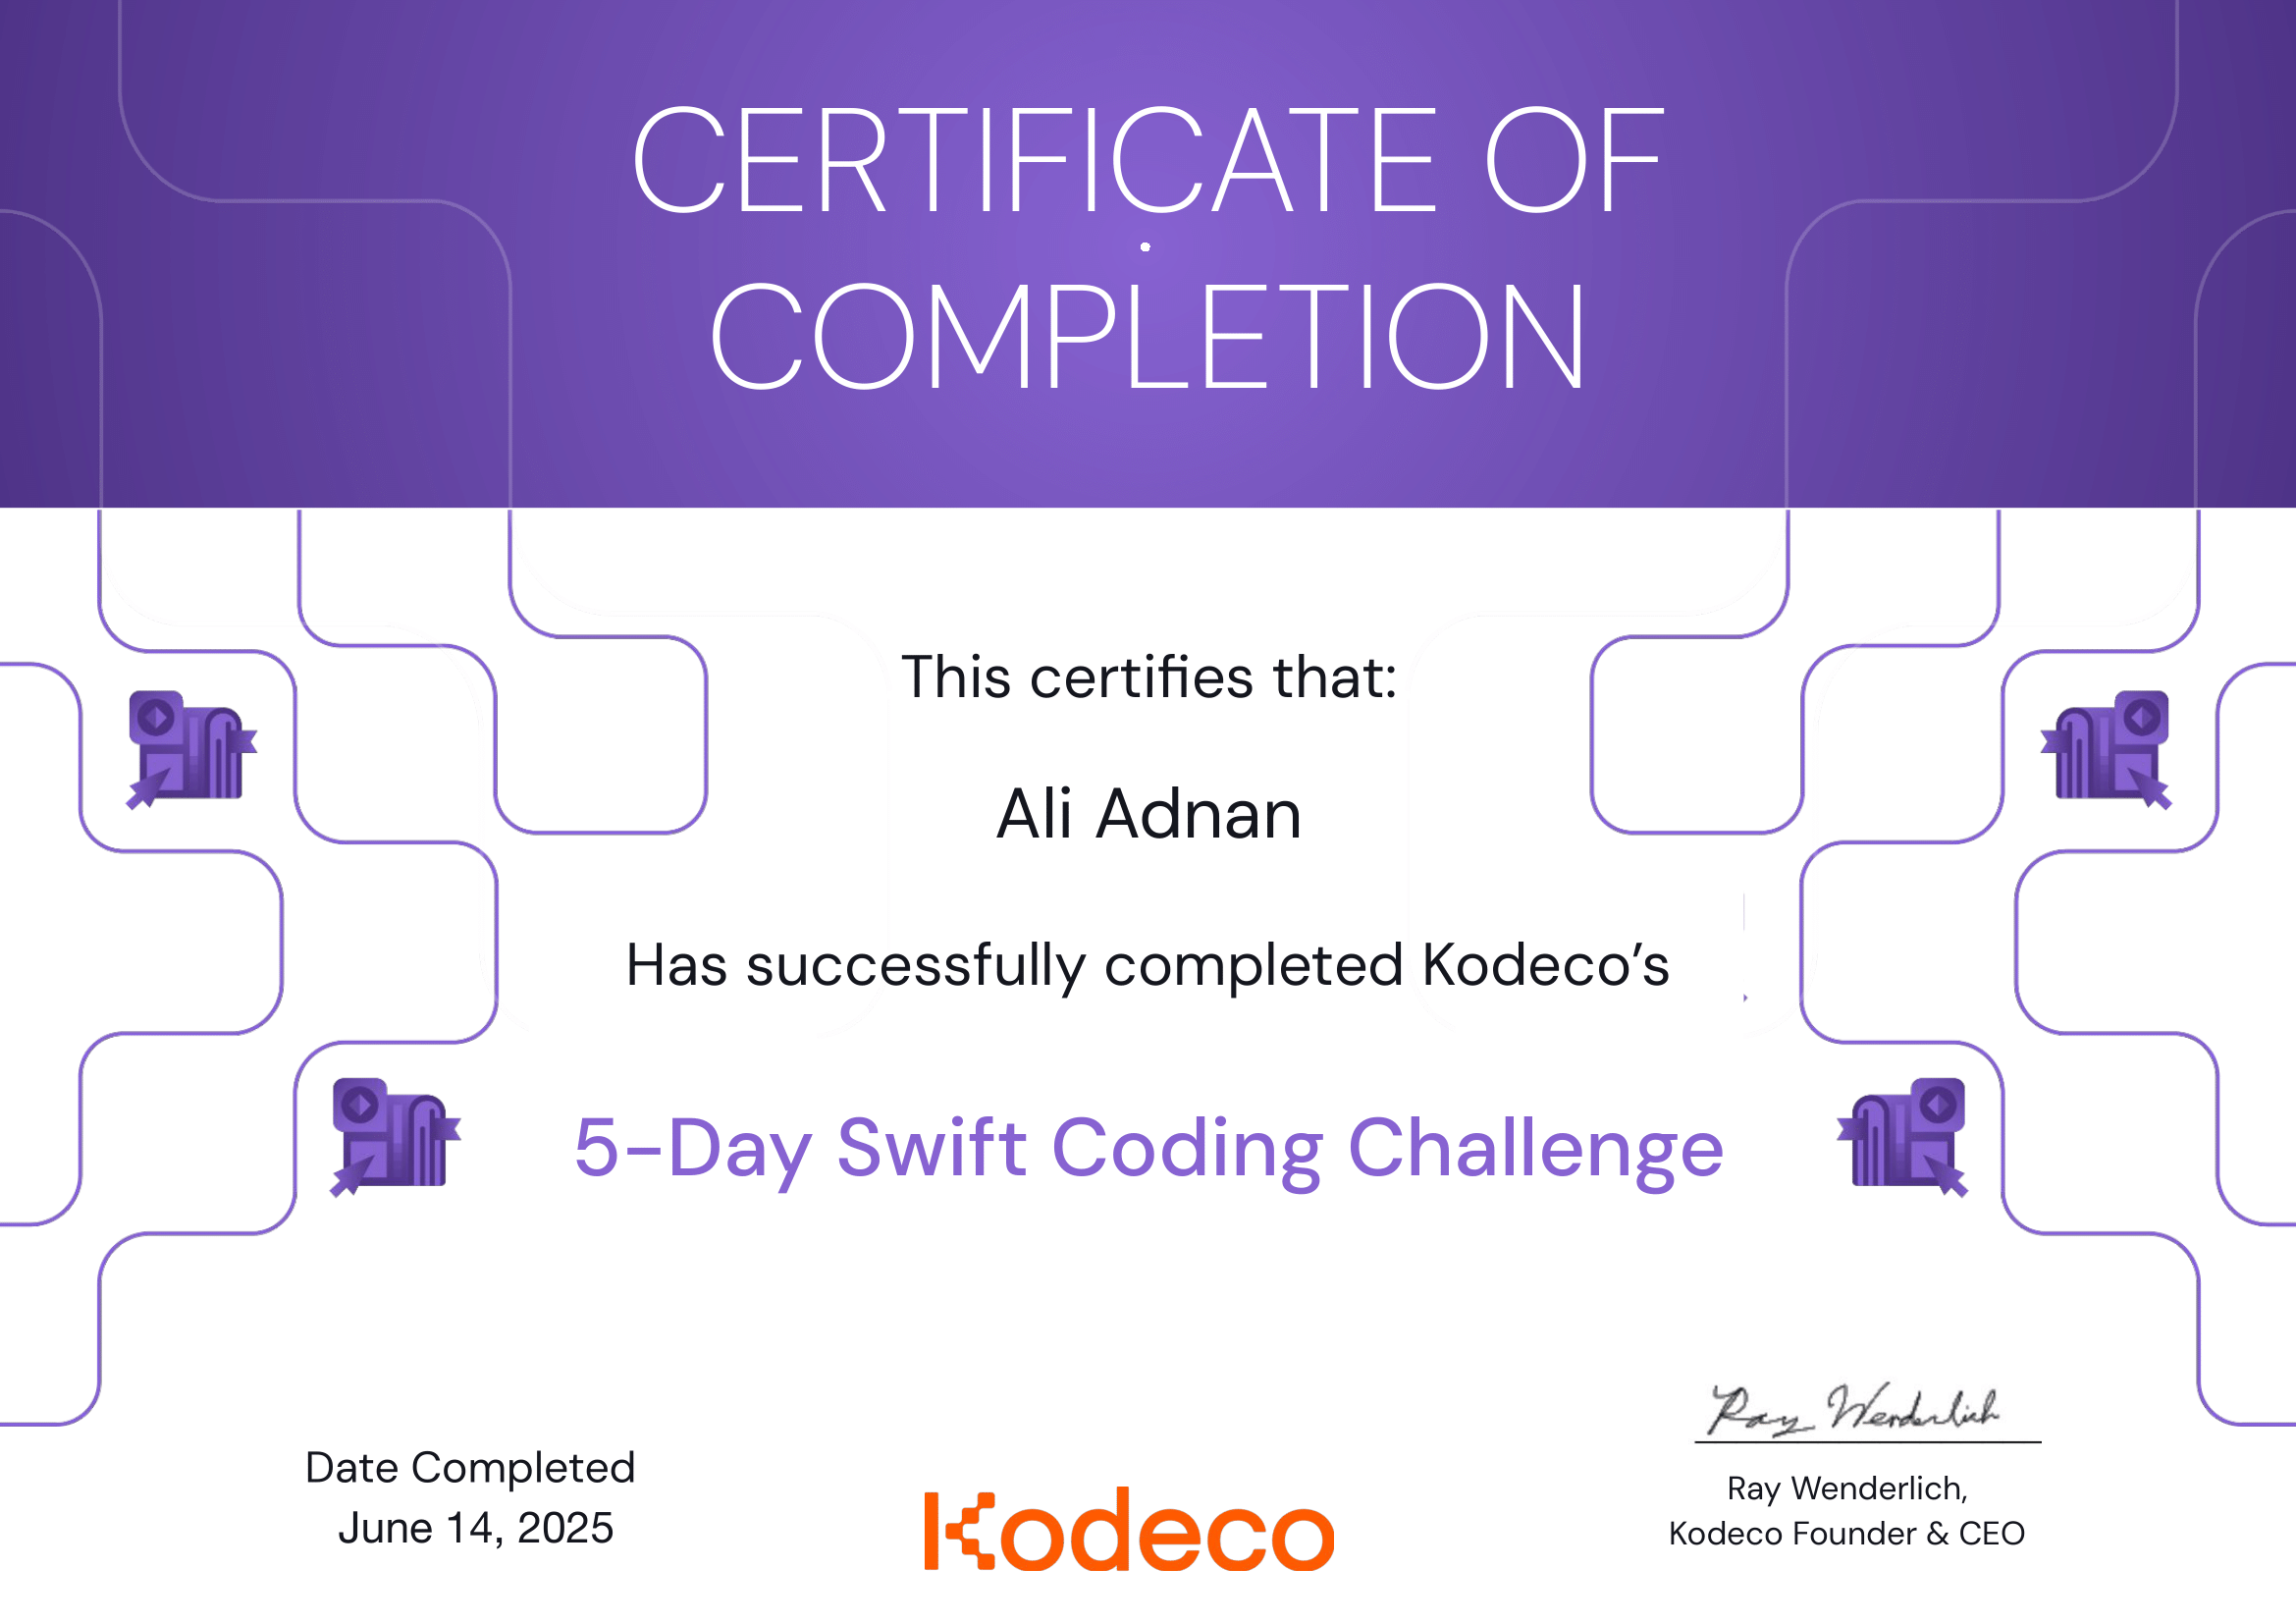 CERTIFICATE OF
COMPLETION
This certifies that:
Ali Adnan
Has successfully completed Kodeco’s
5-Day Swift Coding Challenge
Ray Wenderlich
Date Completed
June 14, 2025
Kodeco
Ray Wenderlich,
Kodeco Founder & CEO